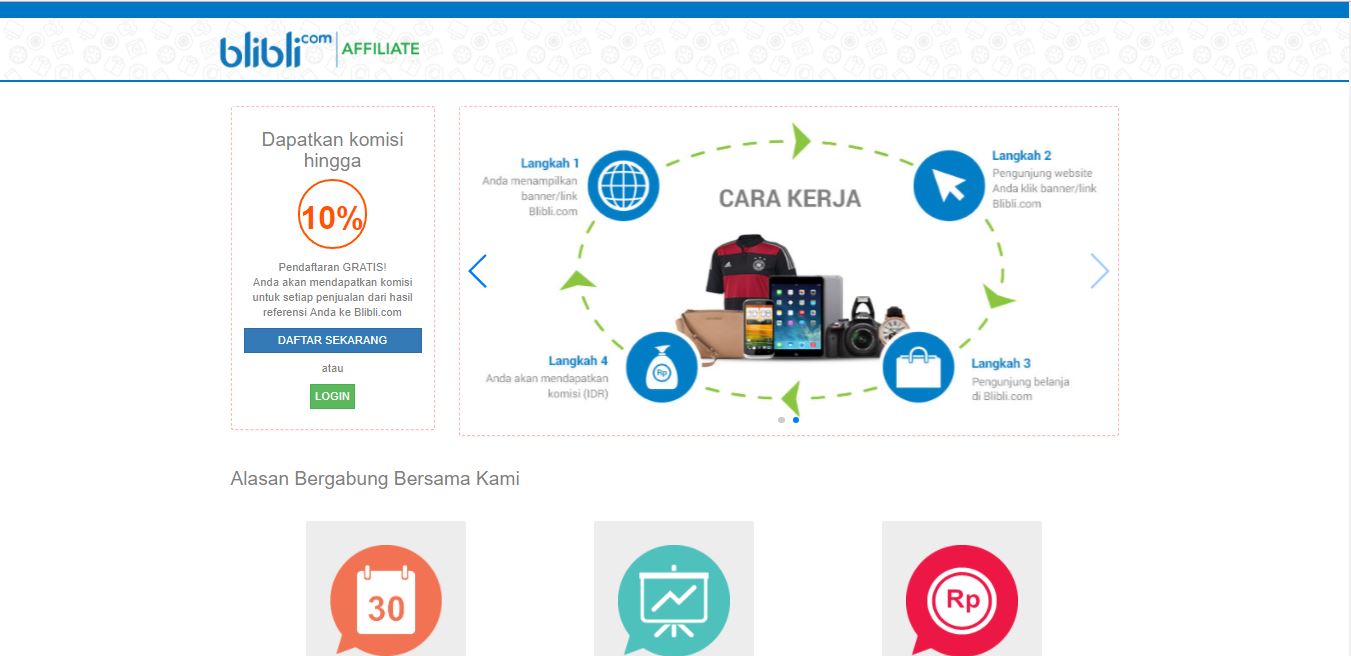 blibli.com AFFILIATE
Dapatkan komisi
hingga
10%
Pendaftaran GRATIS!
Anda akan mendapatkan komisi
untuk setiap penjualan dari hasil
referensi Anda ke Blibli.com
DAFTAR SEKARANG
atau
LOGIN
CARA KERJA
Langkah 1
Anda menampilkan
banner/link
Blibli.com
Langkah 2
Pengunjung website
Anda klik banner/link
Blibli.com
Langkah 3
Pengunjung belanja
di Blibli.com
Langkah 4
Anda akan mendapatkan
komisi (IDR)
Rp
Alasan Bergabung Bersama Kami
30
Rp